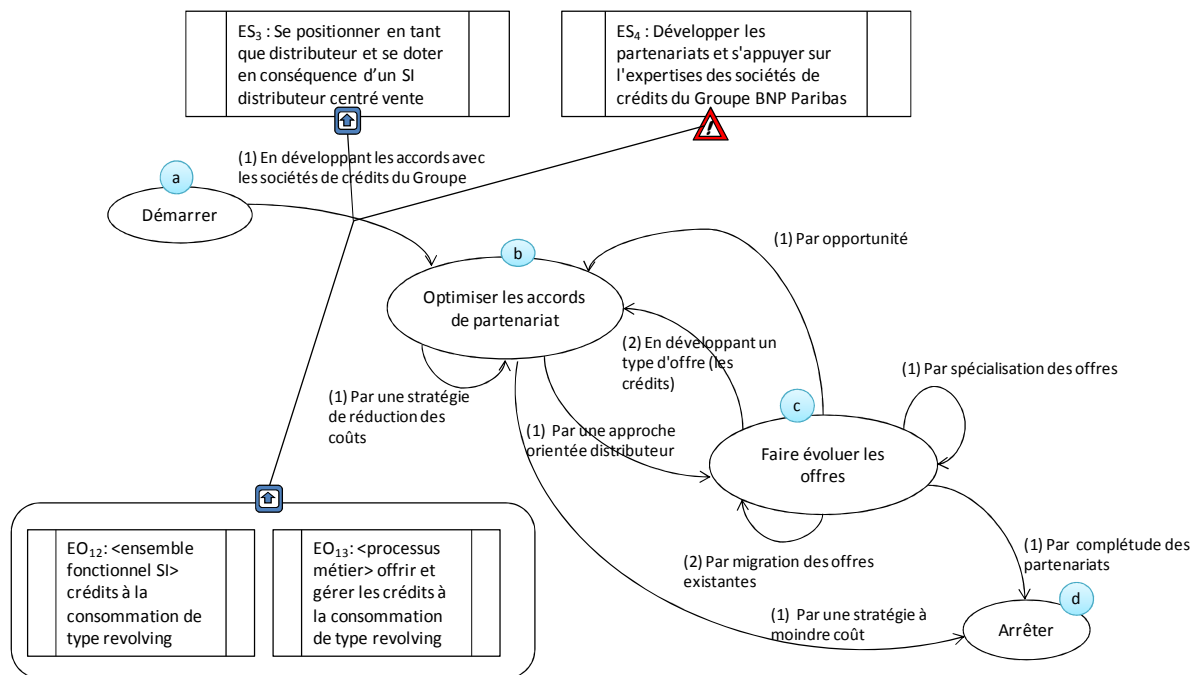 ES₃ : Se positionner en tant
que distributeur et se doter
en conséquence d'un SI
distributeur centré vente
ES₄ : Développer les
partenariats et s'appuyer sur
l'expertises des sociétés de
crédits du Groupe BNP Paribas
(1) En développant les accords avec
les sociétés de crédits du Groupe
a
Démarrer
(1) Par opportunité
b
Optimiser les accords
de partenariat
(2) En développant un
type d'offre (les
crédits)
(1) Par spécialisation des offres
(1) Par une stratégie
de réduction des
coûts
c
(1) Par une approche
orientée distributeur
Faire évoluer les
offres
EO₁₂: <ensemble
fonctionnel SI>
crédits à la
consommation de
type revolving
EO₁₃: <processus
métier> offrir et
gérer les crédits à
la consommation
de type revolving
(2) Par migration des offres
existantes
(1) Par complétude des
partenariats
d
(1) Par une stratégie à
moindre coût
Arrêter